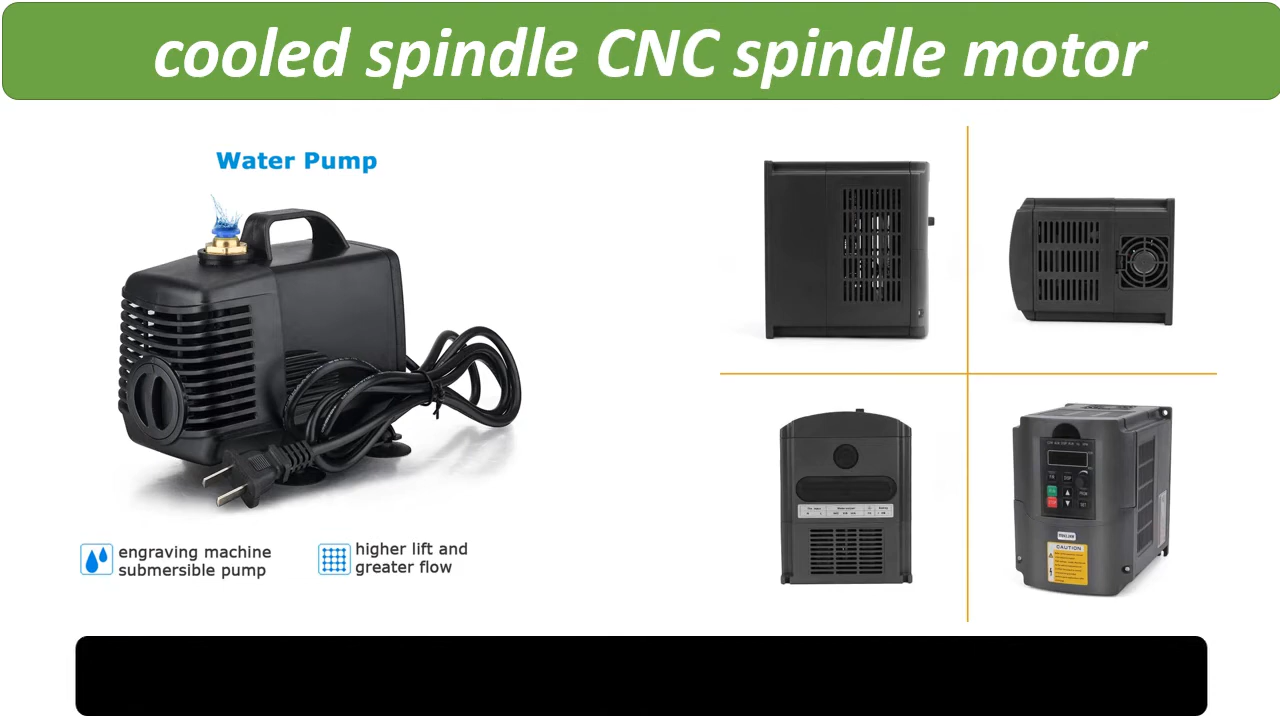 cooled spindle CNC spindle motor
Water Pump
engraving machine
submersible pump
higher lift and
greater flow
CAUTION